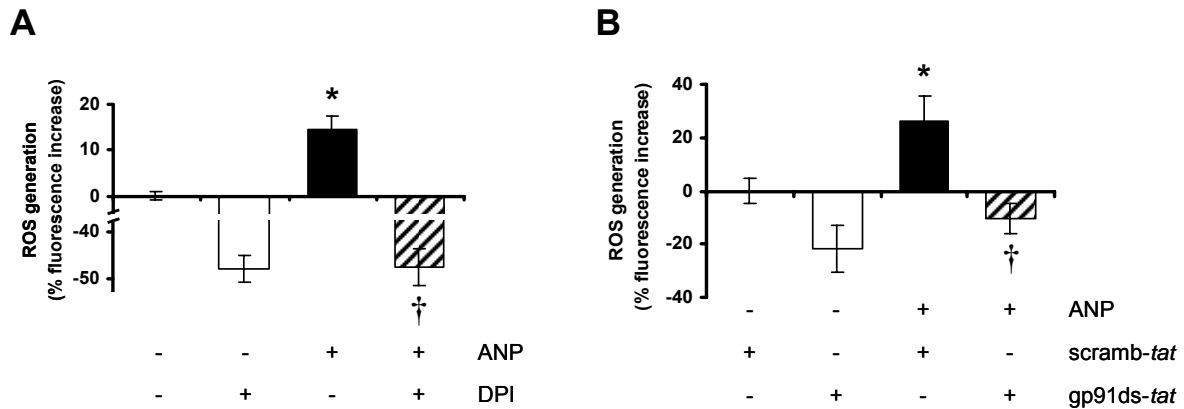 A
ROS generation
(% fluorescence increase)
20
10
0
-40
-50
*
†
- - + + ANP
- + - + DPI
B
ROS generation
(% fluorescence increase)
40
20
0
-20
-40
*
†
- - + + ANP
+ - + - scramb-tat
- + - + gp91ds-tat